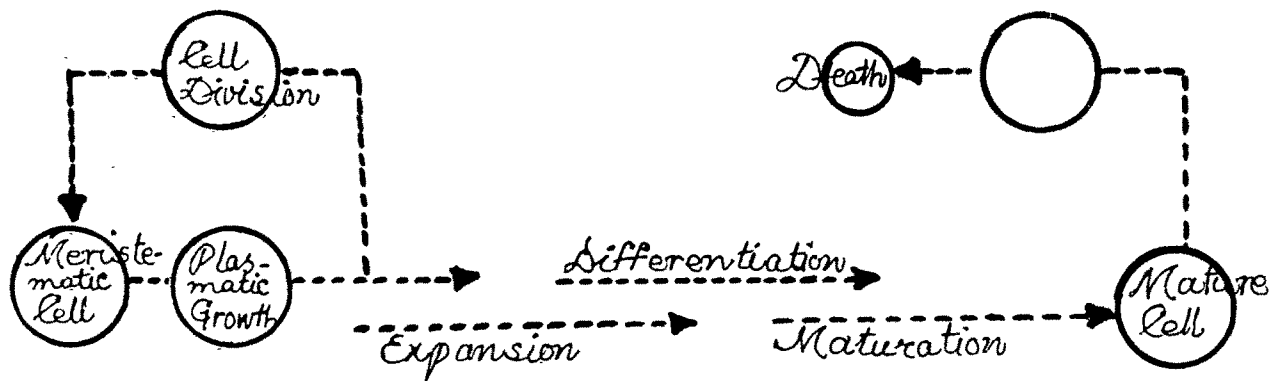 Cell
Division
Death
Meriste-
matic
Cell
Plas-
matic
Growth
Differentiation
Expansion
Maturation
Mature
Cell